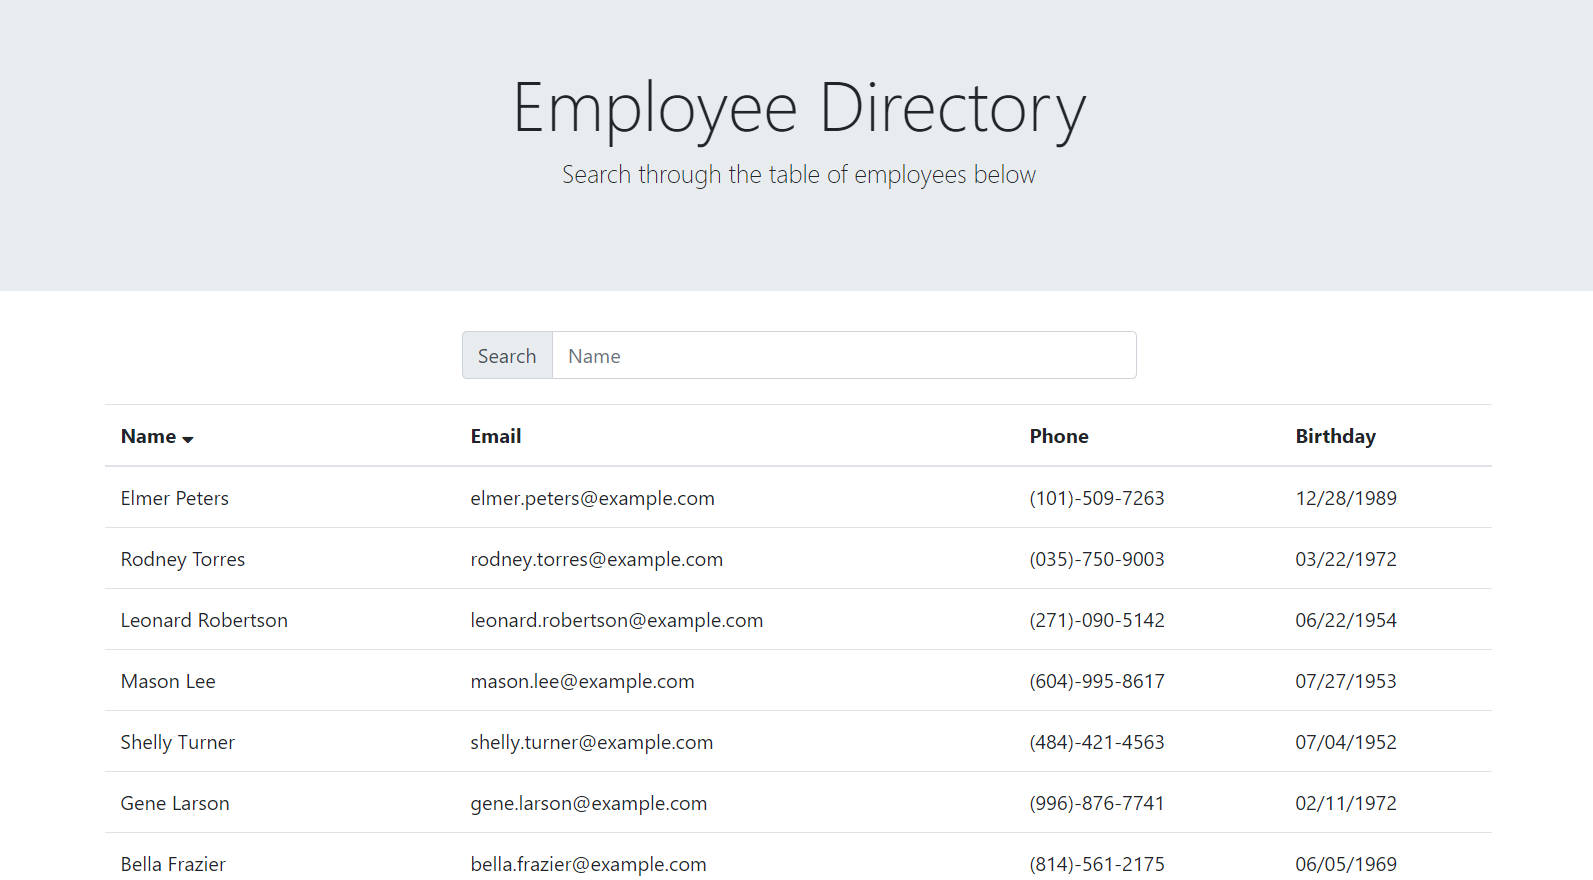 Employee Directory
Search through the table of employees below
Search Name
Name Email Phone Birthday
Elmer Peters elmer.peters@example.com (101)-509-7263 12/28/1989
Rodney Torres rodney.torres@example.com (035)-750-9003 03/22/1972
Leonard Robertson leonard.robertson@example.com (271)-090-5142 06/22/1954
Mason Lee mason.lee@example.com (604)-995-8617 07/27/1953
Shelly Turner shelly.turner@example.com (484)-421-4563 07/04/1952
Gene Larson gene.larson@example.com (996)-876-7741 02/11/1972
Bella Frazier bella.frazier@example.com (814)-561-2175 06/05/1969